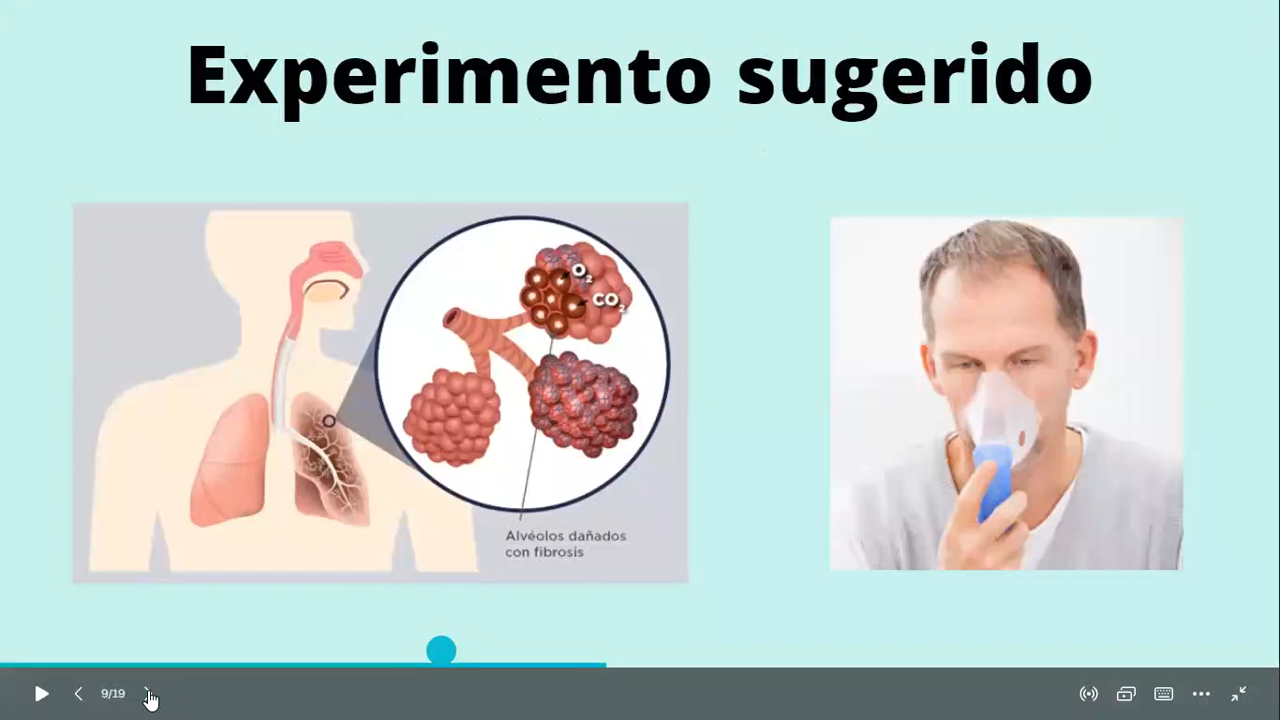 Experimento sugerido
O2
CO2
Alvéolos dañados
con fibrosis
9/19